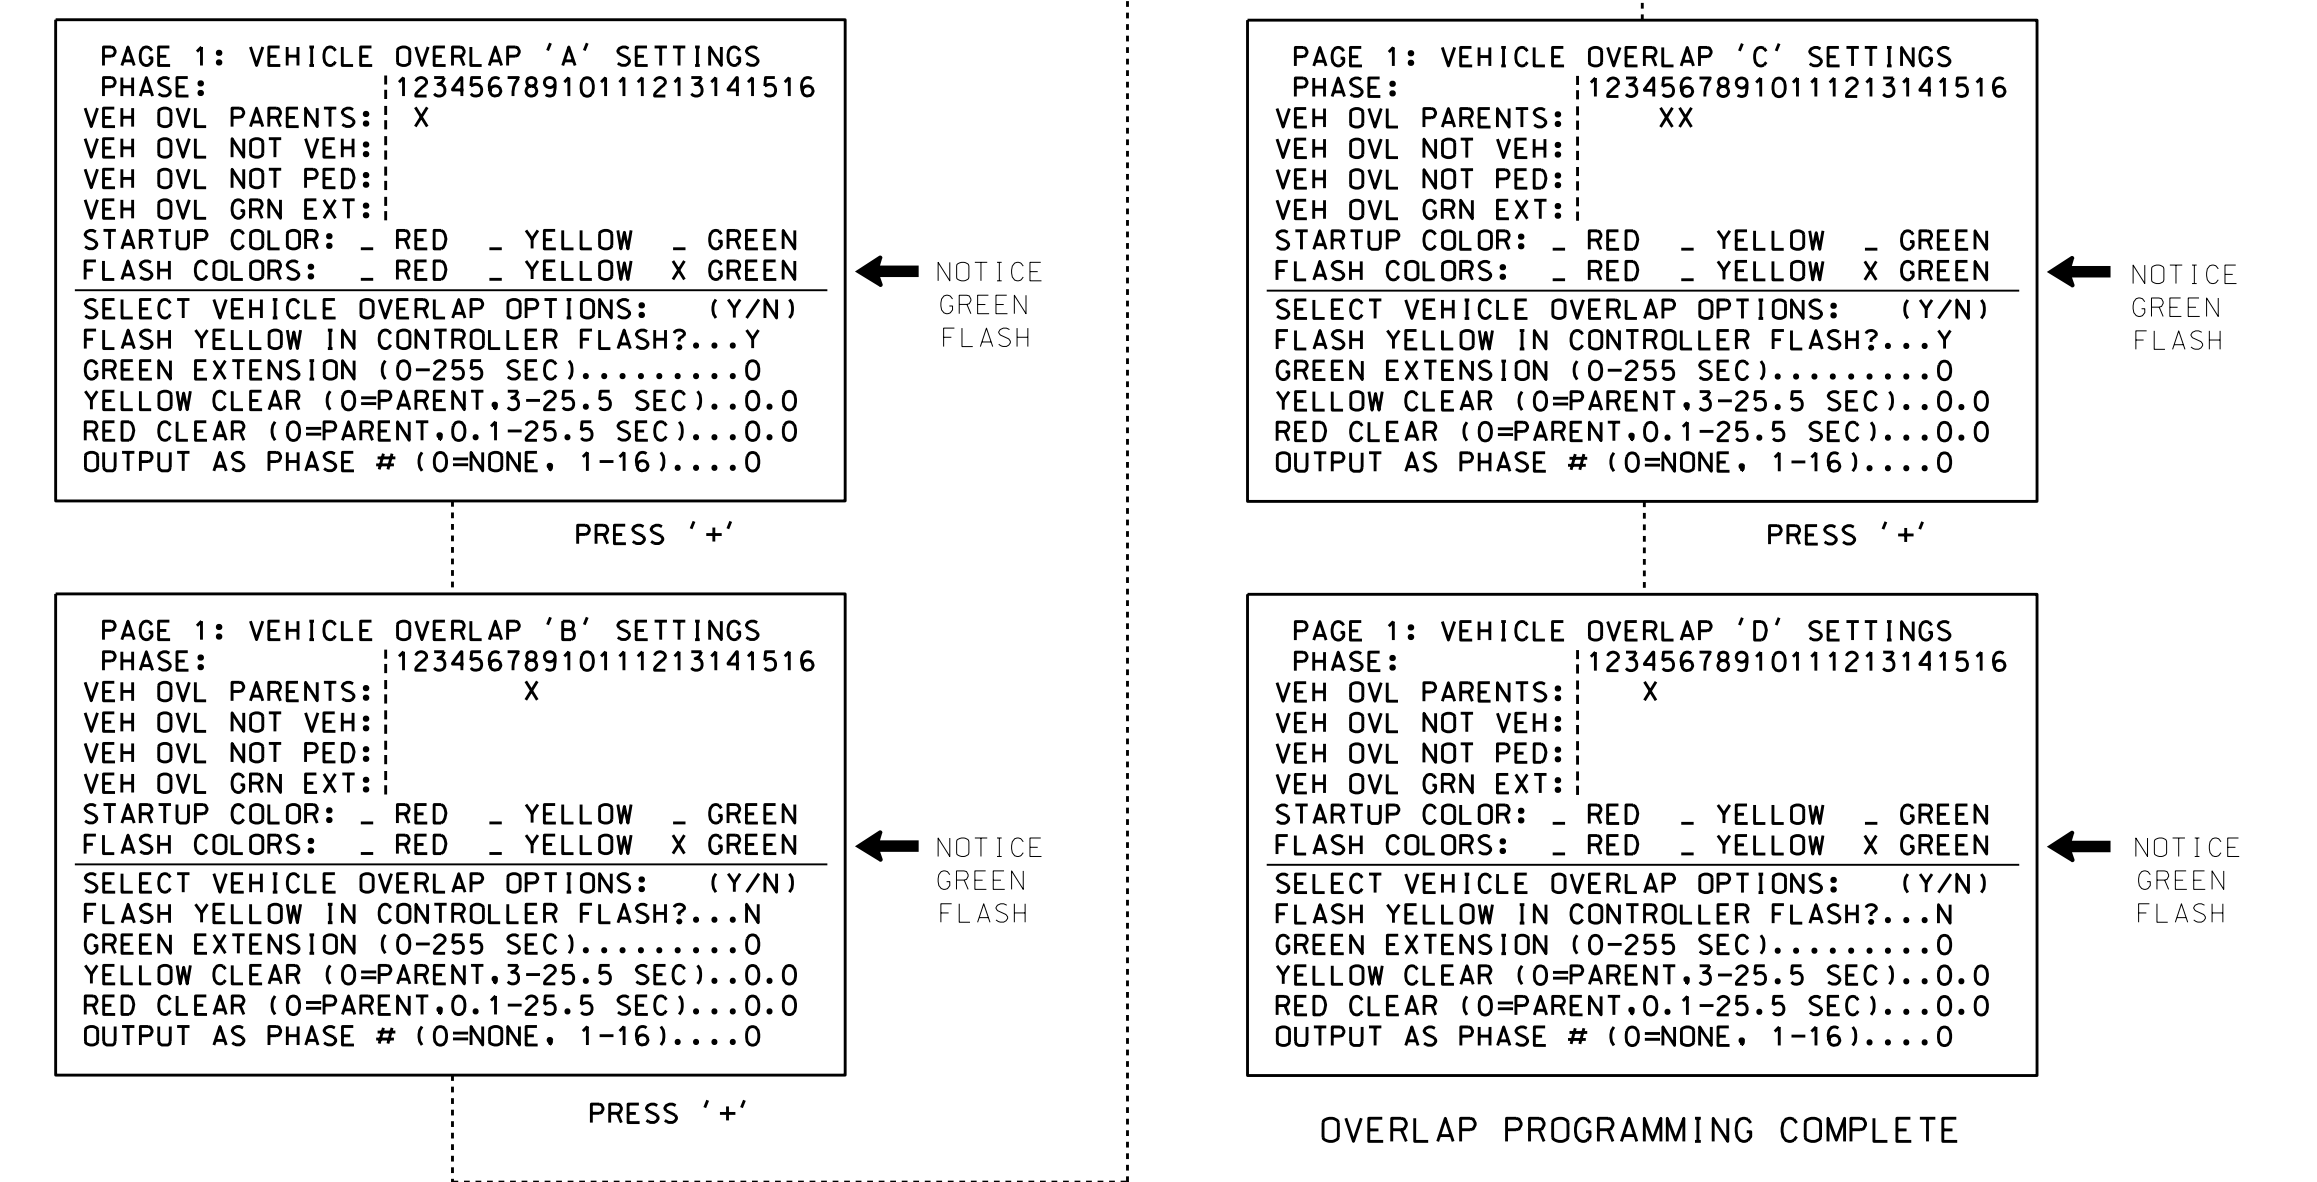 PAGE 1: VEHICLE OVERLAP 'A' SETTINGS
PHASE: |12345678910111213141516
VEH OVL PARENTS:| X
VEH OVL NOT VEH:|
VEH OVL NOT PED:|
VEH OVL GRN EXT:|
STARTUP COLOR: _ RED _ YELLOW _ GREEN
FLASH COLORS: _ RED _ YELLOW X GREEN
SELECT VEHICLE OVERLAP OPTIONS: (Y/N)
FLASH YELLOW IN CONTROLLER FLASH?...Y
GREEN EXTENSION (0-255 SEC).........0
YELLOW CLEAR (0=PARENT,3-25.5 SEC)..0.0
RED CLEAR (0=PARENT,0.1-25.5 SEC)...0.0
OUTPUT AS PHASE # (0=NONE, 1-16)....0
NOTICE
GREEN
FLASH
PRESS '+'
PAGE 1: VEHICLE OVERLAP 'B' SETTINGS
PHASE: |12345678910111213141516
VEH OVL PARENTS:| X
VEH OVL NOT VEH:|
VEH OVL NOT PED:|
VEH OVL GRN EXT:|
STARTUP COLOR: _ RED _ YELLOW _ GREEN
FLASH COLORS: _ RED _ YELLOW X GREEN
SELECT VEHICLE OVERLAP OPTIONS: (Y/N)
FLASH YELLOW IN CONTROLLER FLASH?...N
GREEN EXTENSION (0-255 SEC).........0
YELLOW CLEAR (0=PARENT,3-25.5 SEC)..0.0
RED CLEAR (0=PARENT,0.1-25.5 SEC)...0.0
OUTPUT AS PHASE # (0=NONE, 1-16)....0
NOTICE
GREEN
FLASH
PRESS '+'
PAGE 1: VEHICLE OVERLAP 'C' SETTINGS
PHASE: |12345678910111213141516
VEH OVL PARENTS:| XX
VEH OVL NOT VEH:|
VEH OVL NOT PED:|
VEH OVL GRN EXT:|
STARTUP COLOR: _ RED _ YELLOW _ GREEN
FLASH COLORS: _ RED _ YELLOW X GREEN
SELECT VEHICLE OVERLAP OPTIONS: (Y/N)
FLASH YELLOW IN CONTROLLER FLASH?...Y
GREEN EXTENSION (0-255 SEC).........0
YELLOW CLEAR (0=PARENT,3-25.5 SEC)..0.0
RED CLEAR (0=PARENT,0.1-25.5 SEC)...0.0
OUTPUT AS PHASE # (0=NONE, 1-16)....0
NOTICE
GREEN
FLASH
PRESS '+'
PAGE 1: VEHICLE OVERLAP 'D' SETTINGS
PHASE: |12345678910111213141516
VEH OVL PARENTS:| X
VEH OVL NOT VEH:|
VEH OVL NOT PED:|
VEH OVL GRN EXT:|
STARTUP COLOR: _ RED _ YELLOW _ GREEN
FLASH COLORS: _ RED _ YELLOW X GREEN
SELECT VEHICLE OVERLAP OPTIONS: (Y/N)
FLASH YELLOW IN CONTROLLER FLASH?...N
GREEN EXTENSION (0-255 SEC).........0
YELLOW CLEAR (0=PARENT,3-25.5 SEC)..0.0
RED CLEAR (0=PARENT,0.1-25.5 SEC)...0.0
OUTPUT AS PHASE # (0=NONE, 1-16)....0
NOTICE
GREEN
FLASH
OVERLAP PROGRAMMING COMPLETE